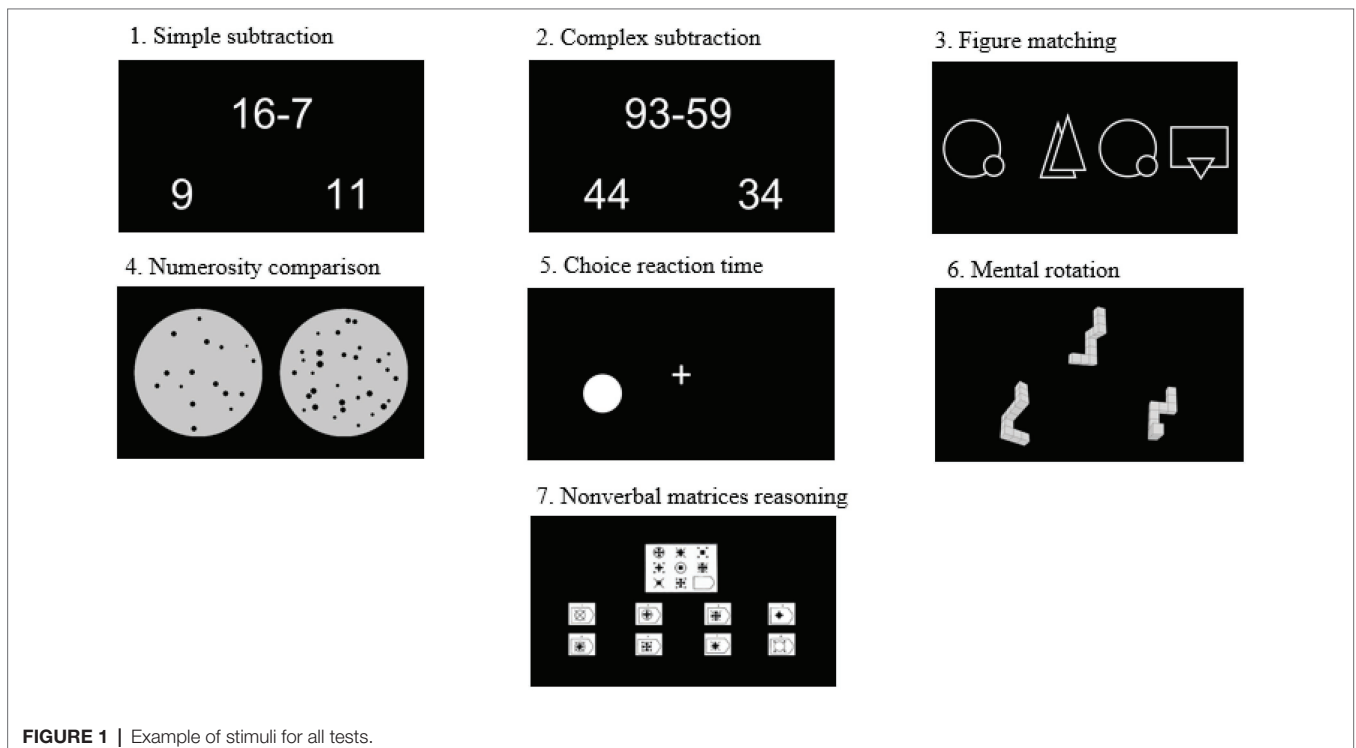 1. Simple subtraction
16-7
9 11
2. Complex subtraction
93-59
44 34
3. Figure matching
4. Numerosity comparison
5. Choice reaction time
+
6. Mental rotation
7. Nonverbal matrices reasoning
FIGURE 1 | Example of stimuli for all tests.